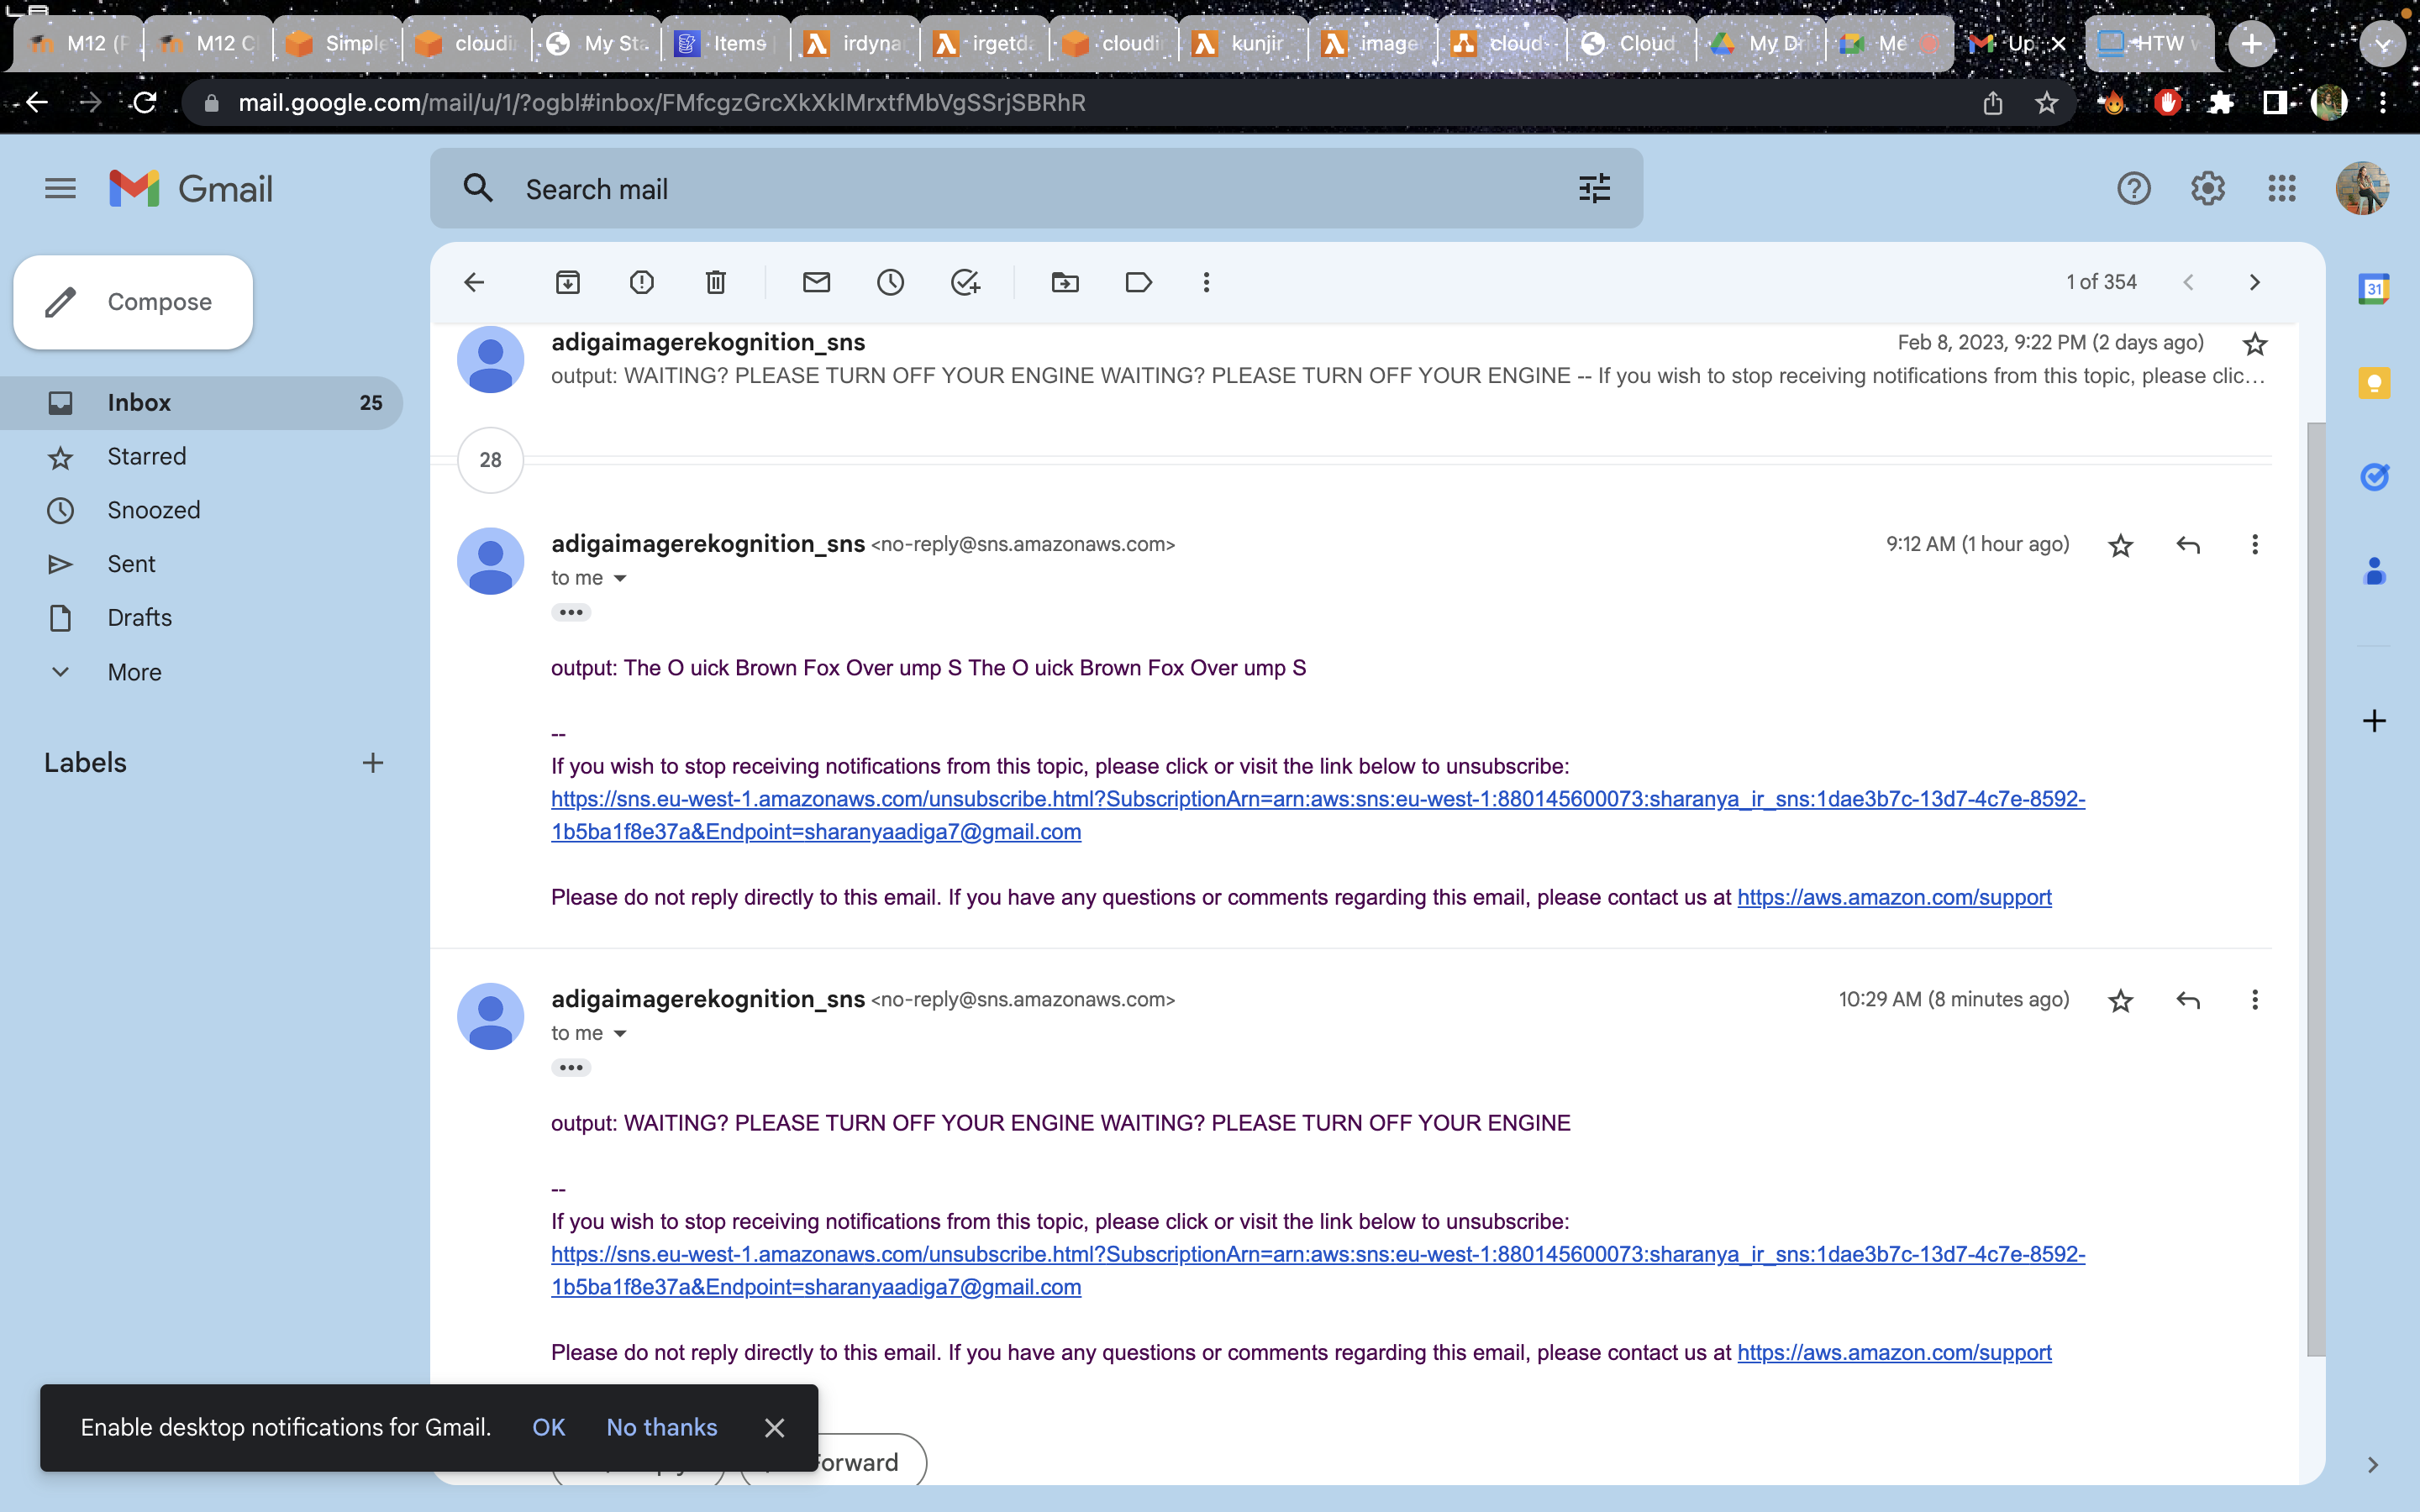 M12 (P
M12 C
Simple
cloudi
My Sta
Items
irdyna
irgetda
cloudi
kunjir
image
cloud-
Cloud
My Dr
Me
Up
HTW
mail.google.com/mail/u/1/?ogbl#inbox/FMfcgzGrcXkXklMrxtfMbVgSSrjSBRhR
Gmail
Search mail
Compose
1 of 354
Inbox 25
Starred
Snoozed
Sent
Drafts
More
Labels
31
adigaimagerekognition_sns Feb 8, 2023, 9:22 PM (2 days ago)
output: WAITING? PLEASE TURN OFF YOUR ENGINE WAITING? PLEASE TURN OFF YOUR ENGINE -- If you wish to stop receiving notifications from this topic, please clic…
28
adigaimagerekognition_sns <no-reply@sns.amazonaws.com> 9:12 AM (1 hour ago)
to me
output: The O uick Brown Fox Over ump S The O uick Brown Fox Over ump S
--
If you wish to stop receiving notifications from this topic, please click or visit the link below to unsubscribe:
https://sns.eu-west-1.amazonaws.com/unsubscribe.html?SubscriptionArn=arn:aws:sns:eu-west-1:880145600073:sharanya_ir_sns:1dae3b7c-13d7-4c7e-8592-
1b5ba1f8e37a&Endpoint=sharanyaadiga7@gmail.com
Please do not reply directly to this email. If you have any questions or comments regarding this email, please contact us at https://aws.amazon.com/support
adigaimagerekognition_sns <no-reply@sns.amazonaws.com> 10:29 AM (8 minutes ago)
to me
output: WAITING? PLEASE TURN OFF YOUR ENGINE WAITING? PLEASE TURN OFF YOUR ENGINE
--
If you wish to stop receiving notifications from this topic, please click or visit the link below to unsubscribe:
https://sns.eu-west-1.amazonaws.com/unsubscribe.html?SubscriptionArn=arn:aws:sns:eu-west-1:880145600073:sharanya_ir_sns:1dae3b7c-13d7-4c7e-8592-
1b5ba1f8e37a&Endpoint=sharanyaadiga7@gmail.com
Please do not reply directly to this email. If you have any questions or comments regarding this email, please contact us at https://aws.amazon.com/support
Enable desktop notifications for Gmail. OK No thanks
orward